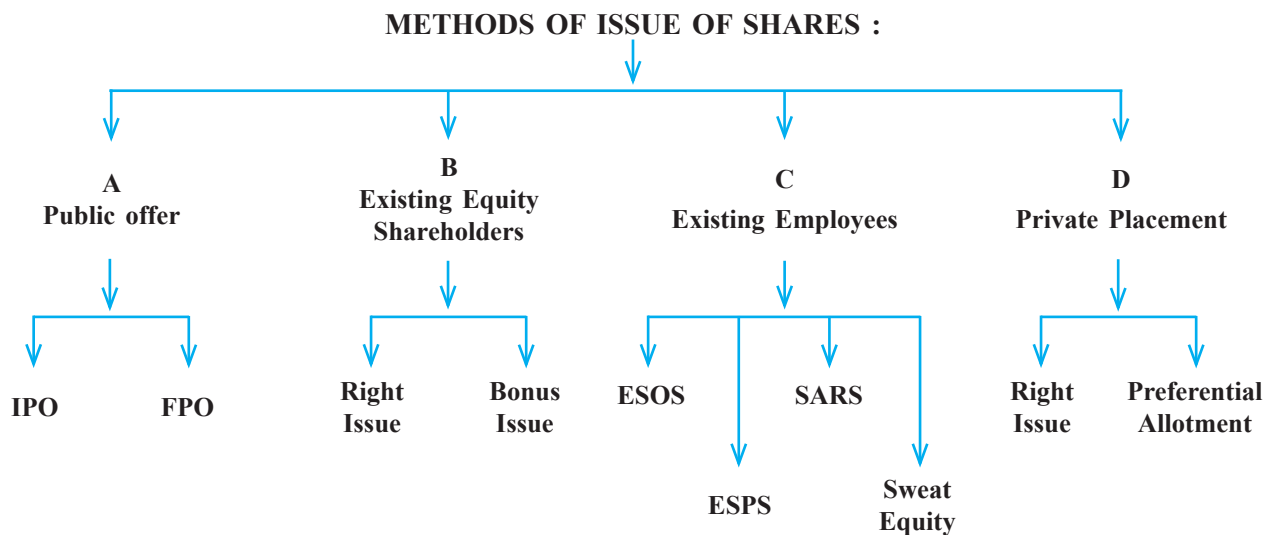 METHODS OF ISSUE OF SHARES :
A
Public offer
B
Existing Equity
Shareholders
C
Existing Employees
D
Private Placement
IPO
FPO
Right
Issue
Bonus
Issue
ESOS
ESPS
SARS
Sweat
Equity
Right
Issue
Preferential
Allotment